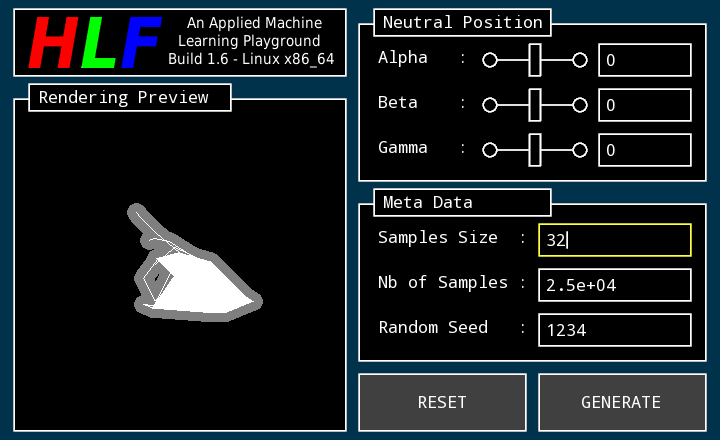 HLF
An Applied Machine
Learning Playground
Build 1.6 - Linux x86_64
Rendering Preview
Neutral Position
Alpha : 0
Beta : 0
Gamma : 0
Meta Data
Samples Size : 32
Nb of Samples : 2.5e+04
Random Seed : 1234
RESET
GENERATE